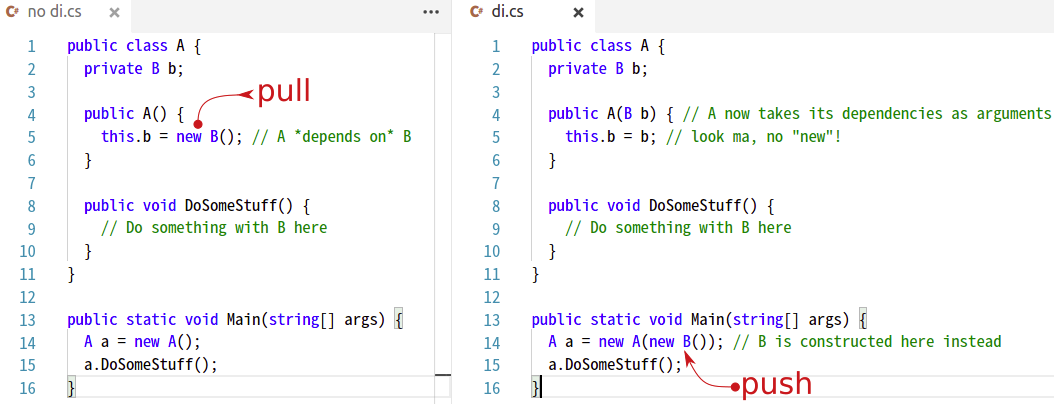 C# no di.cs × ···
1 public class A {
2 private B b;
3
4 public A() {
5 this.b = new B(); // A *depends on* B
6 }
7
8 public void DoSomeStuff() {
9 // Do something with B here
10 }
11 }
12
13 public static void Main(string[] args) {
14 A a = new A();
15 a.DoSomeStuff();
16 }
pull
C# di.cs ×
1 public class A {
2 private B b;
3
4 public A(B b) { // A now takes its dependencies as arguments
5 this.b = b; // look ma, no "new"!
6 }
7
8 public void DoSomeStuff() {
9 // Do something with B here
10 }
11 }
12
13 public static void Main(string[] args) {
14 A a = new A(new B()); // B is constructed here instead
15 a.DoSomeStuff();
16 }
push